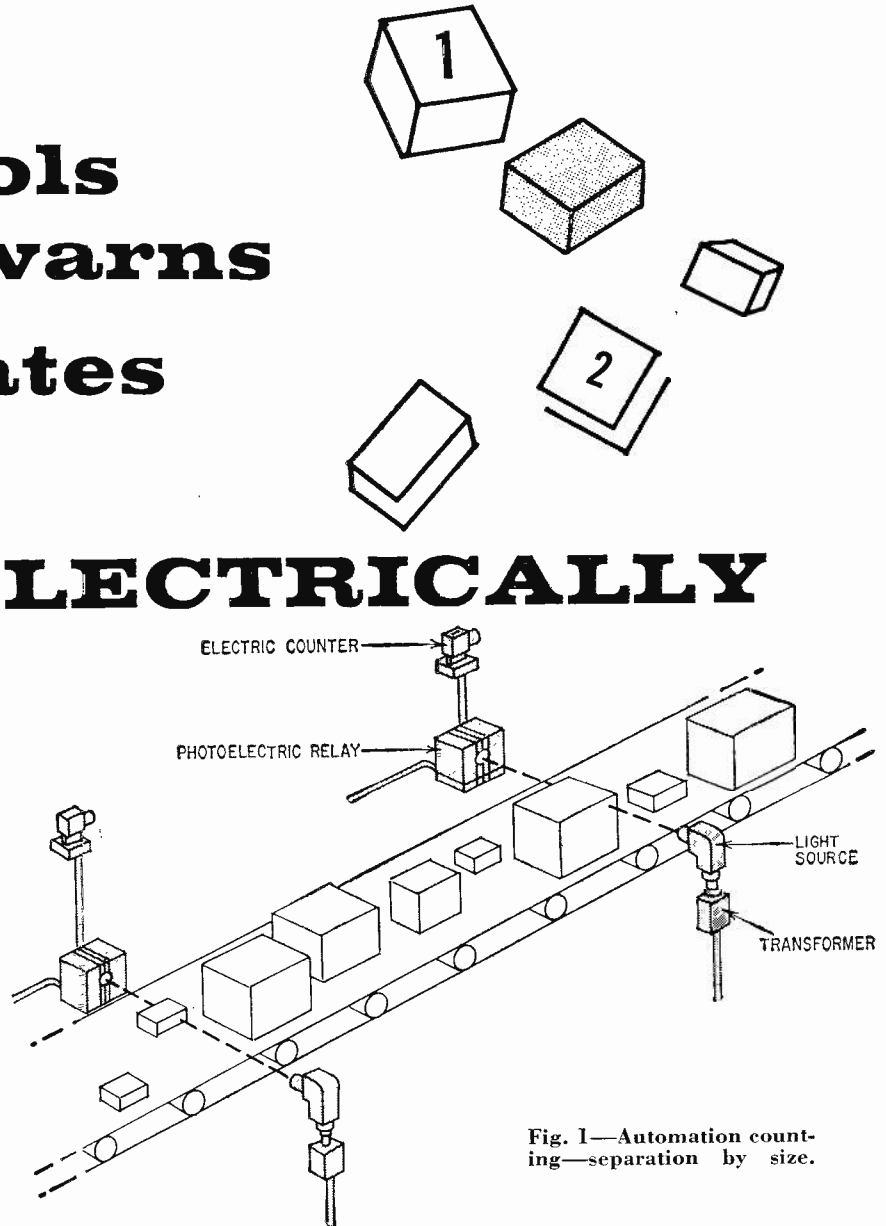 1
ols
warns
ates
2
LECTRICALLY
ELECTRIC COUNTER
PHOTOELECTRIC RELAY
LIGHT
SOURCE
TRANSFORMER
Fig. 1—Automation count-
ing—separation by size.